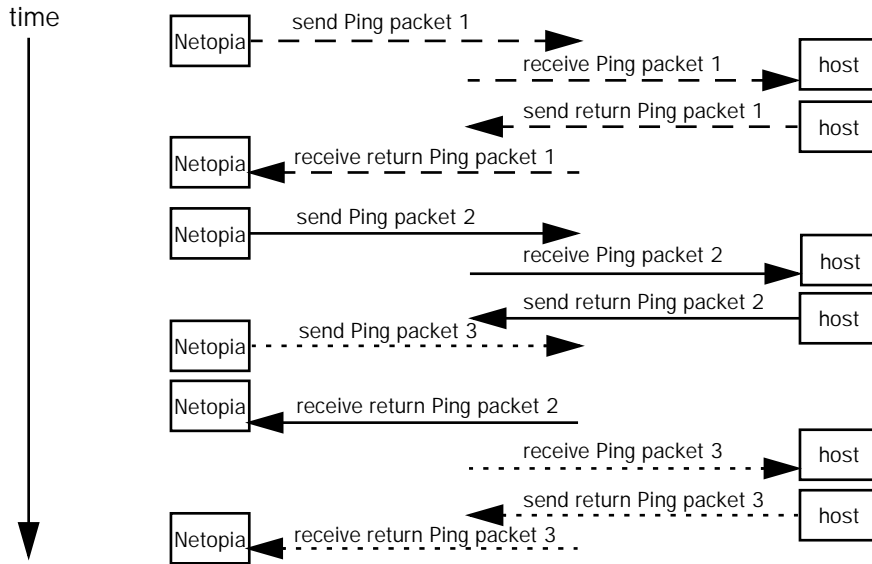 time
Netopia
send Ping packet 1
receive Ping packet 1
host
send return Ping packet 1
host
Netopia
receive return Ping packet 1
Netopia
send Ping packet 2
receive Ping packet 2
host
send return Ping packet 2
host
Netopia
send Ping packet 3
Netopia
receive return Ping packet 2
receive Ping packet 3
host
send return Ping packet 3
host
Netopia
receive return Ping packet 3